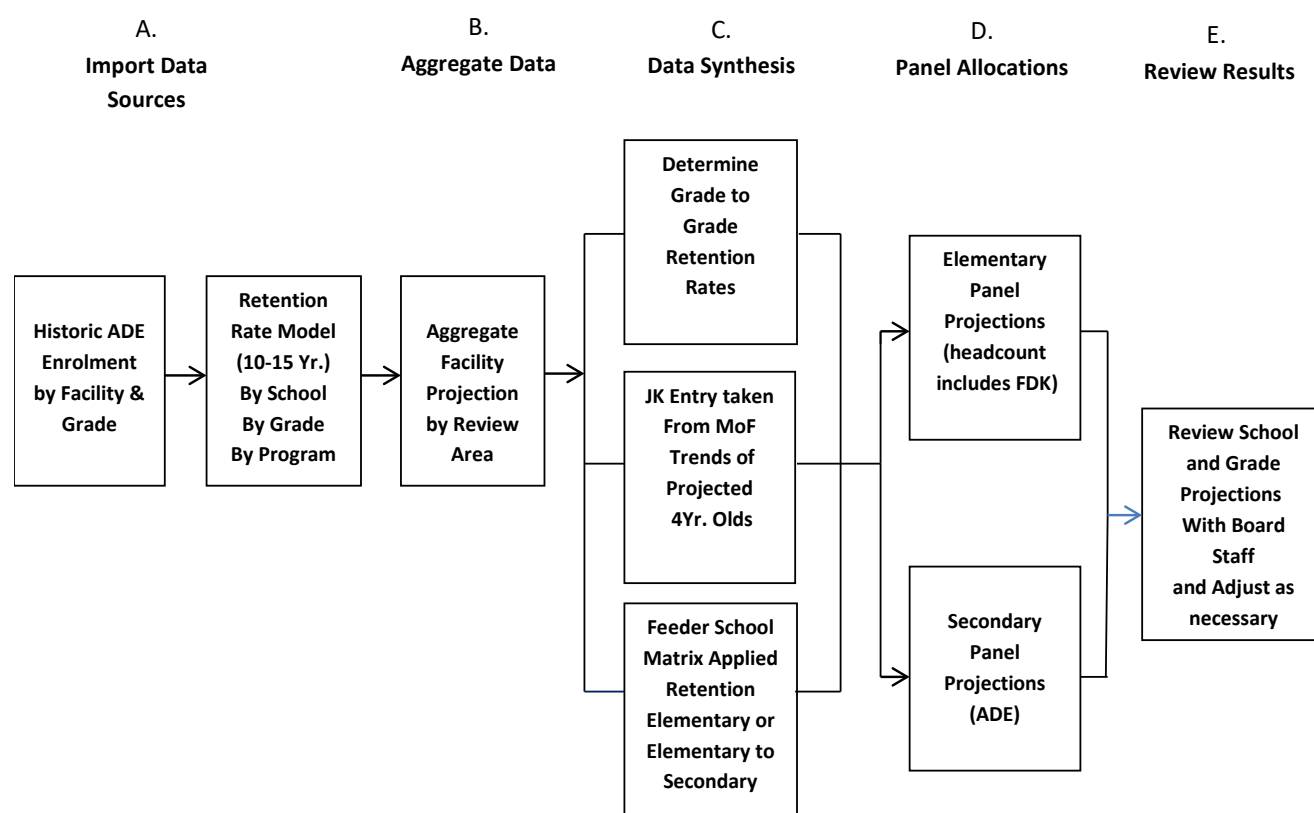 A.
Import Data
Sources
B.
Aggregate Data
C.
Data Synthesis
D.
Panel Allocations
E.
Review Results
Historic ADE
Enrolment
by Facility &
Grade
Retention
Rate Model
(10-15 Yr.)
By School
By Grade
By Program
Aggregate
Facility
Projection
by Review
Area
Determine
Grade to
Grade
Retention
Rates
JK Entry taken
From MoF
Trends of
Projected
4Yr. Olds
Feeder School
Matrix Applied
Retention
Elementary or
Elementary to
Secondary
Elementary
Panel
Projections
(headcount
includes FDK)
Secondary
Panel
Projections
(ADE)
Review School
and Grade
Projections
With Board
Staff
and Adjust as
necessary